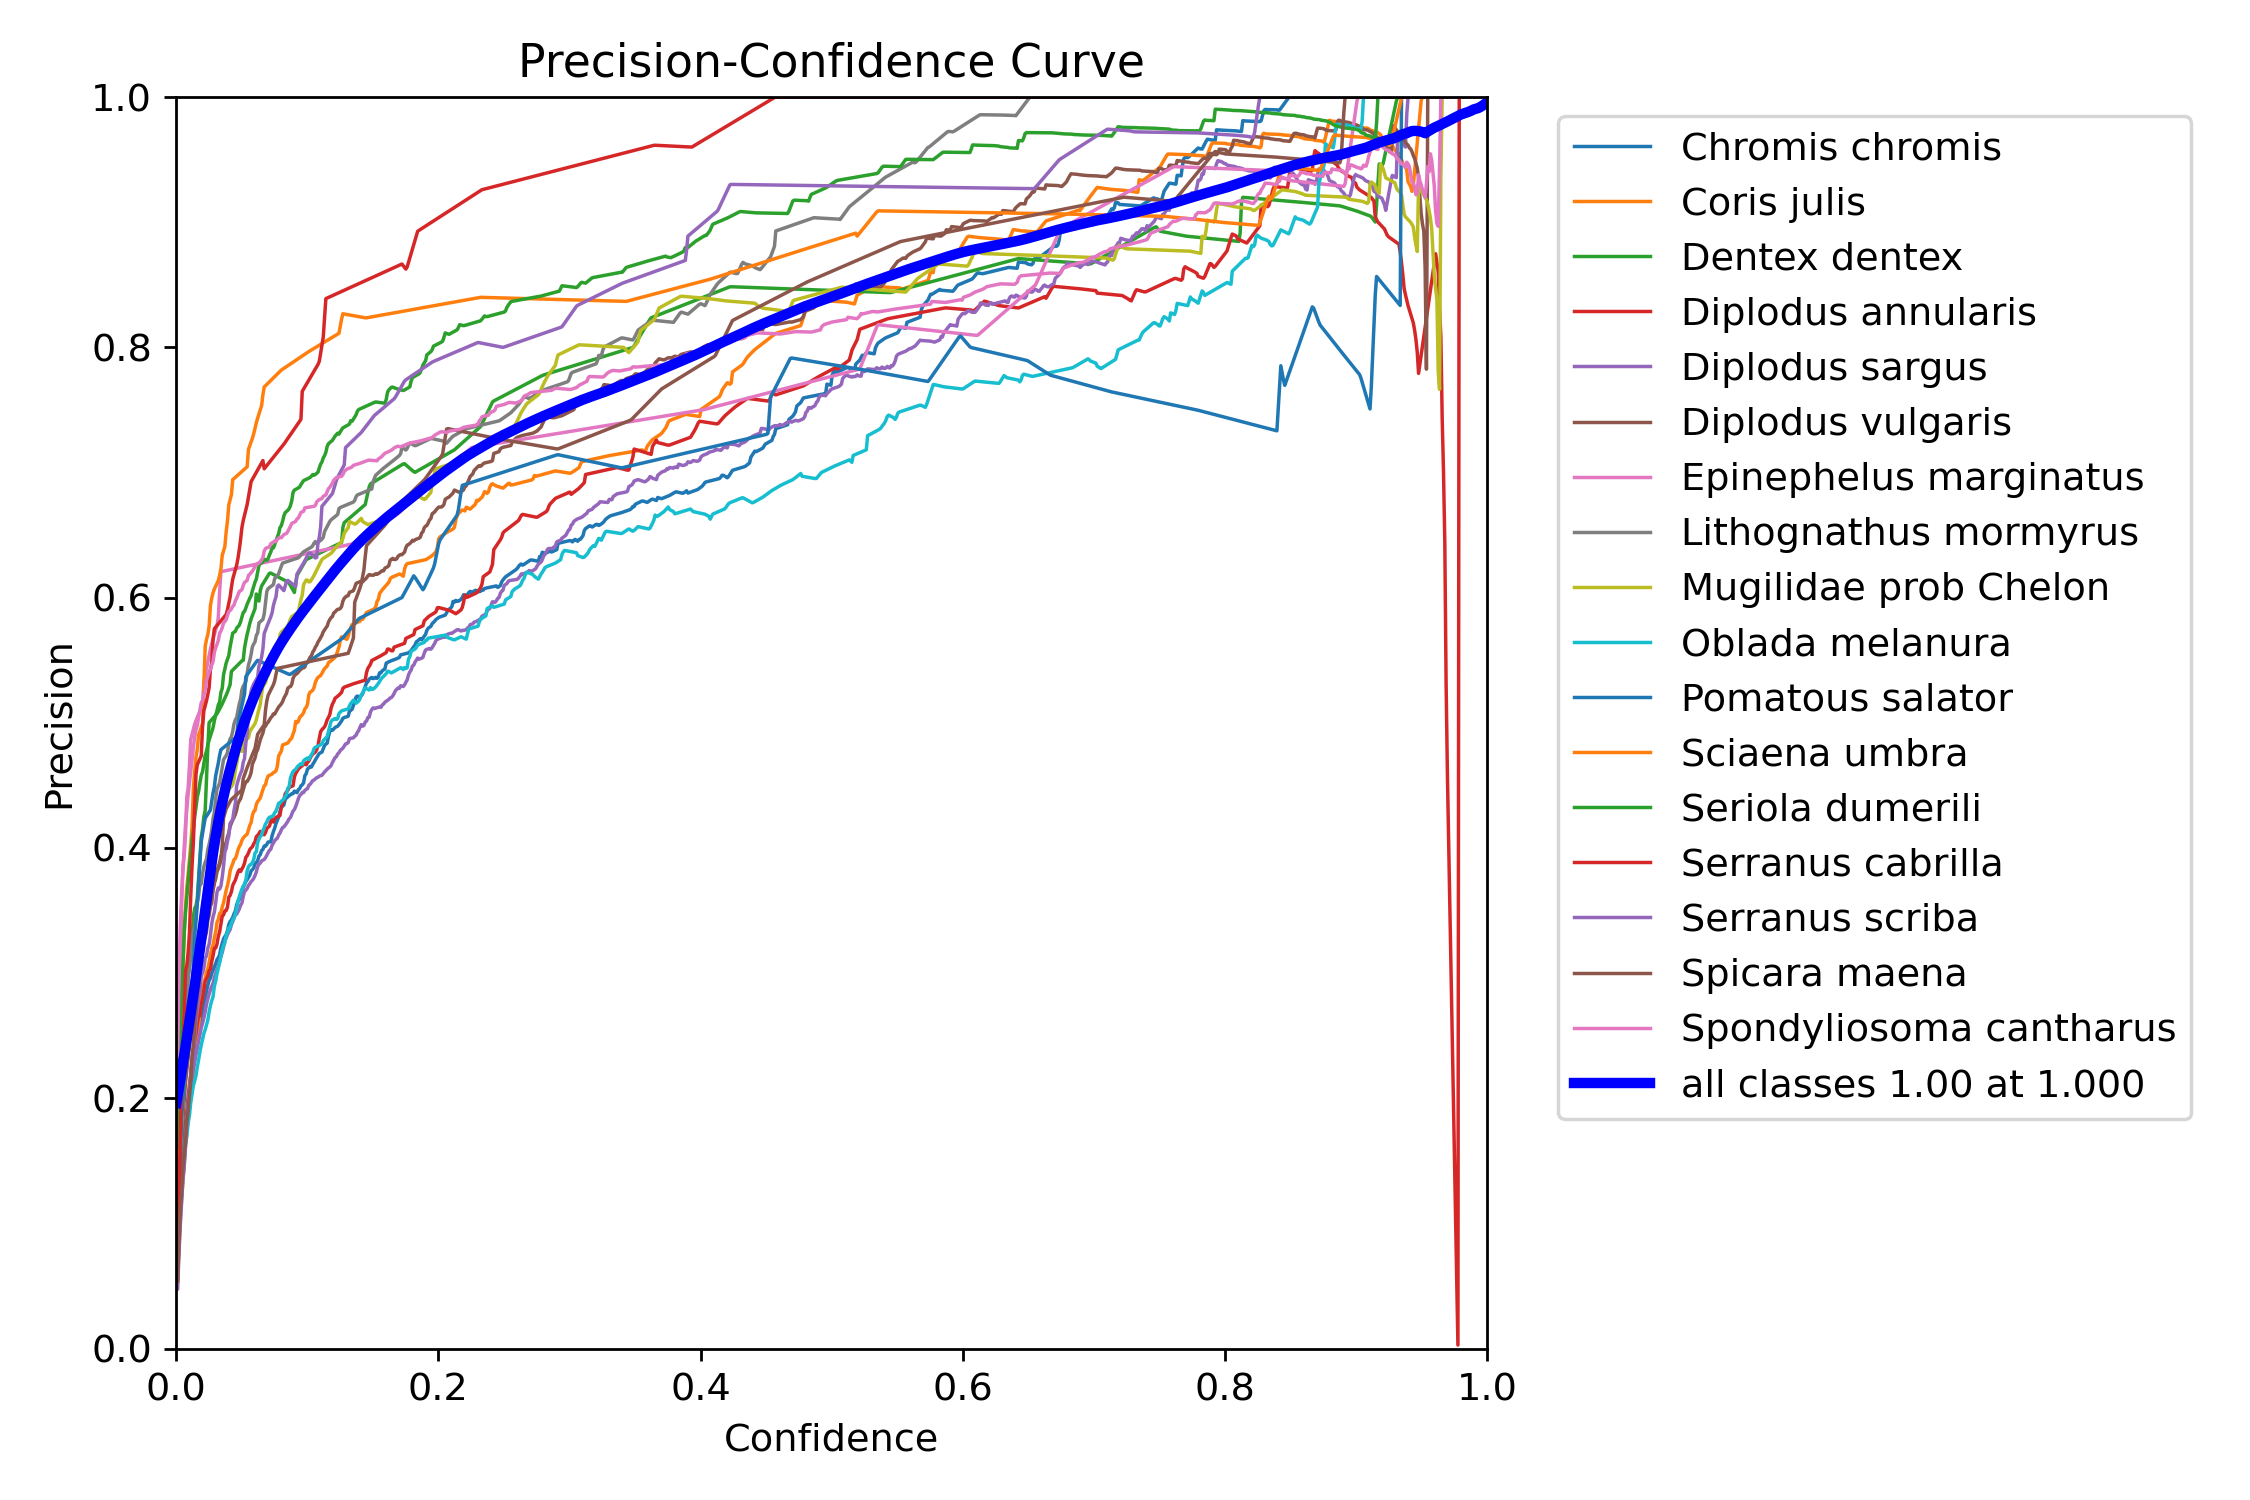 Precision-Confidence Curve
1.0
0.8
0.6
0.4
0.2
0.0
Precision
0.0 0.2 0.4 0.6 0.8 1.0
Confidence
Chromis chromis
Coris julis
Dentex dentex
Diplodus annularis
Diplodus sargus
Diplodus vulgaris
Epinephelus marginatus
Lithognathus mormyrus
Mugilidae prob Chelon
Oblada melanura
Pomatous salator
Sciaena umbra
Seriola dumerili
Serranus cabrilla
Serranus scriba
Spicara maena
Spondyliosoma cantharus
all classes 1.00 at 1.000